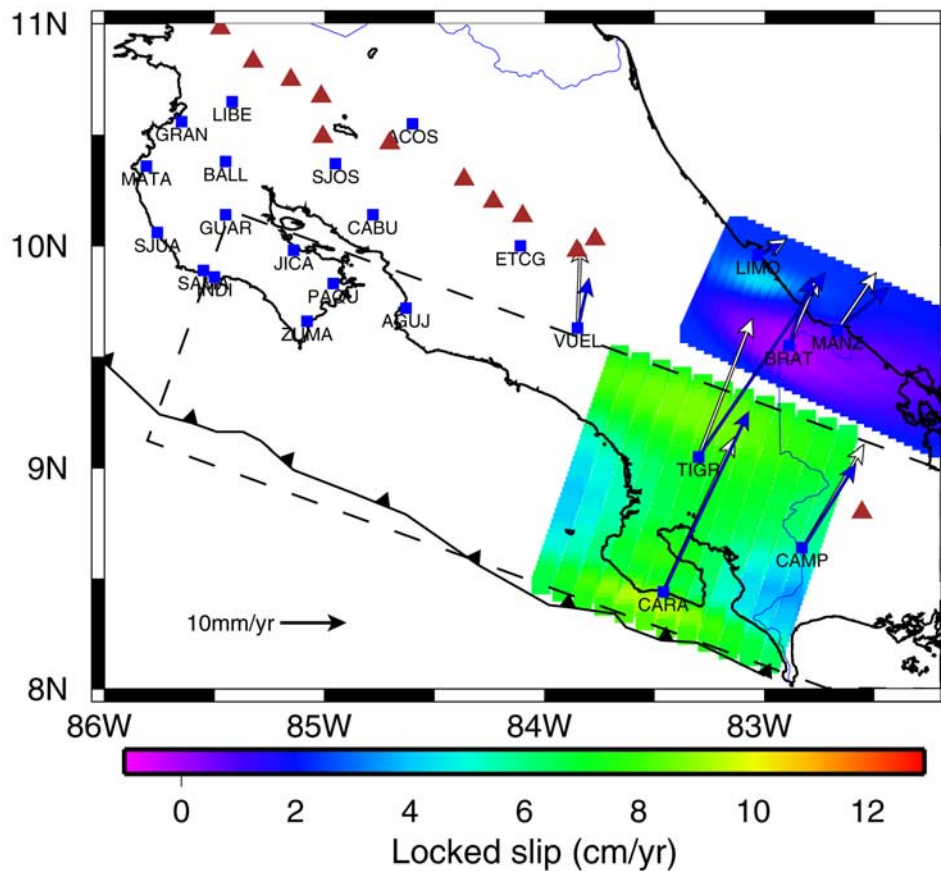 11N
LIBE
GRAN
ACOS
MATA
BALL
SJOS
GUAR
CABU
SJUA
10N
ETCG
JICA
LIMO
SAMA
INDI
PAQU
AGUJ
ZUMA
VUEL
MANZ
BRAT
9N
TIGR
CAMP
CARA
10mm/yr
8N
86W
85W
84W
83W
0
2
4
6
8
10
12
Locked slip (cm/yr)